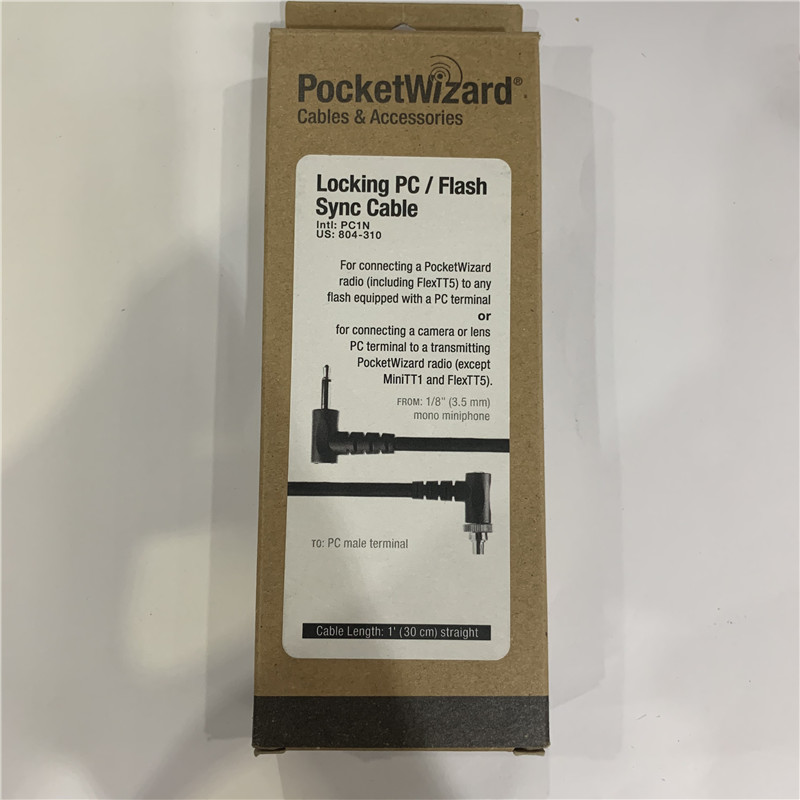 PocketWizard®
Cables & Accessories
Locking PC / Flash
Sync Cable
Intl: PC1N
US: 804-310
For connecting a PocketWizard
radio (including FlexTT5) to any
flash equipped with a PC terminal
or
for connecting a camera or lens
PC terminal to a transmitting
PocketWizard radio (except
MiniTT1 and FlexTT5).
FROM: 1/8" (3.5 mm)
mono miniphone
TO: PC male terminal
Cable Length: 1' (30 cm) straight